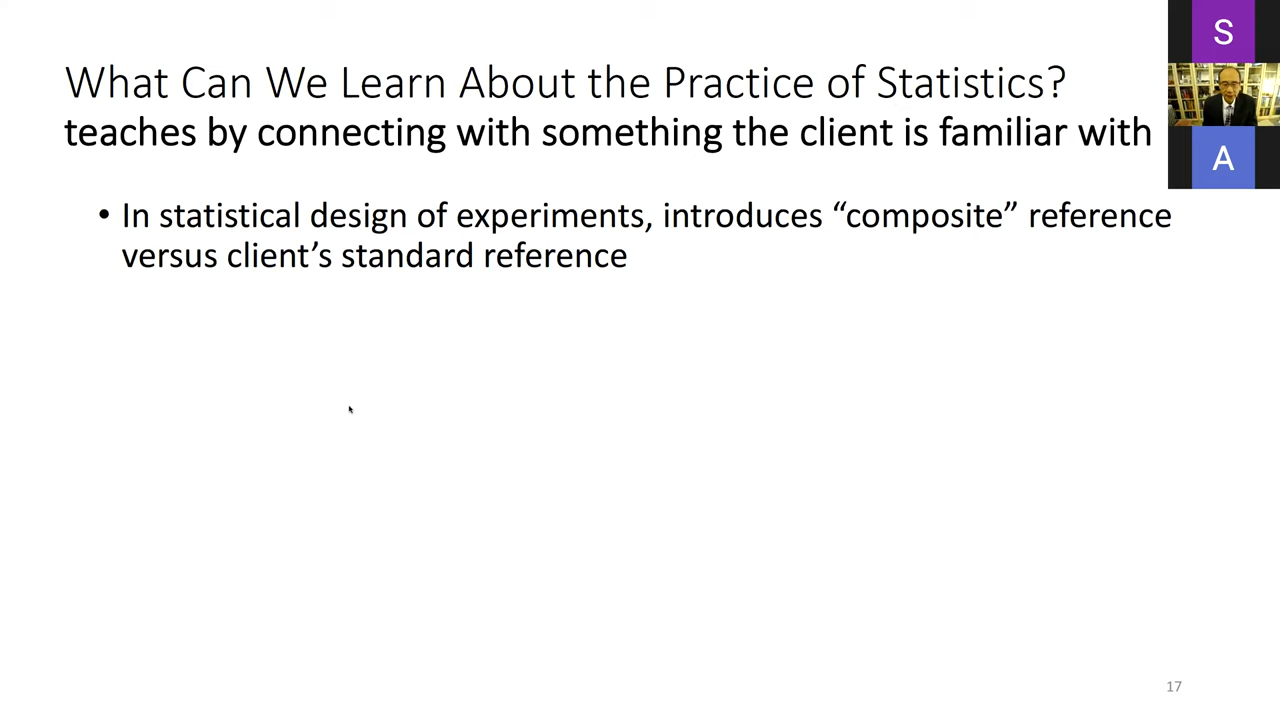 What Can We Learn About the Practice of Statistics?
teaches by connecting with something the client is familiar with
• In statistical design of experiments, introduces “composite” reference
versus client’s standard reference
S
A
17